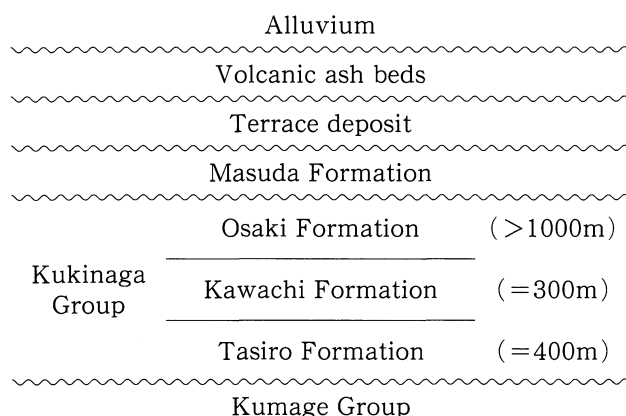 Alluvium
Volcanic ash beds
Terrace deposit
Masuda Formation
Osaki Formation (>1000m)
Kukinaga
Group
Kawachi Formation (=300m)
Tasiro Formation (=400m)
Kumage Group